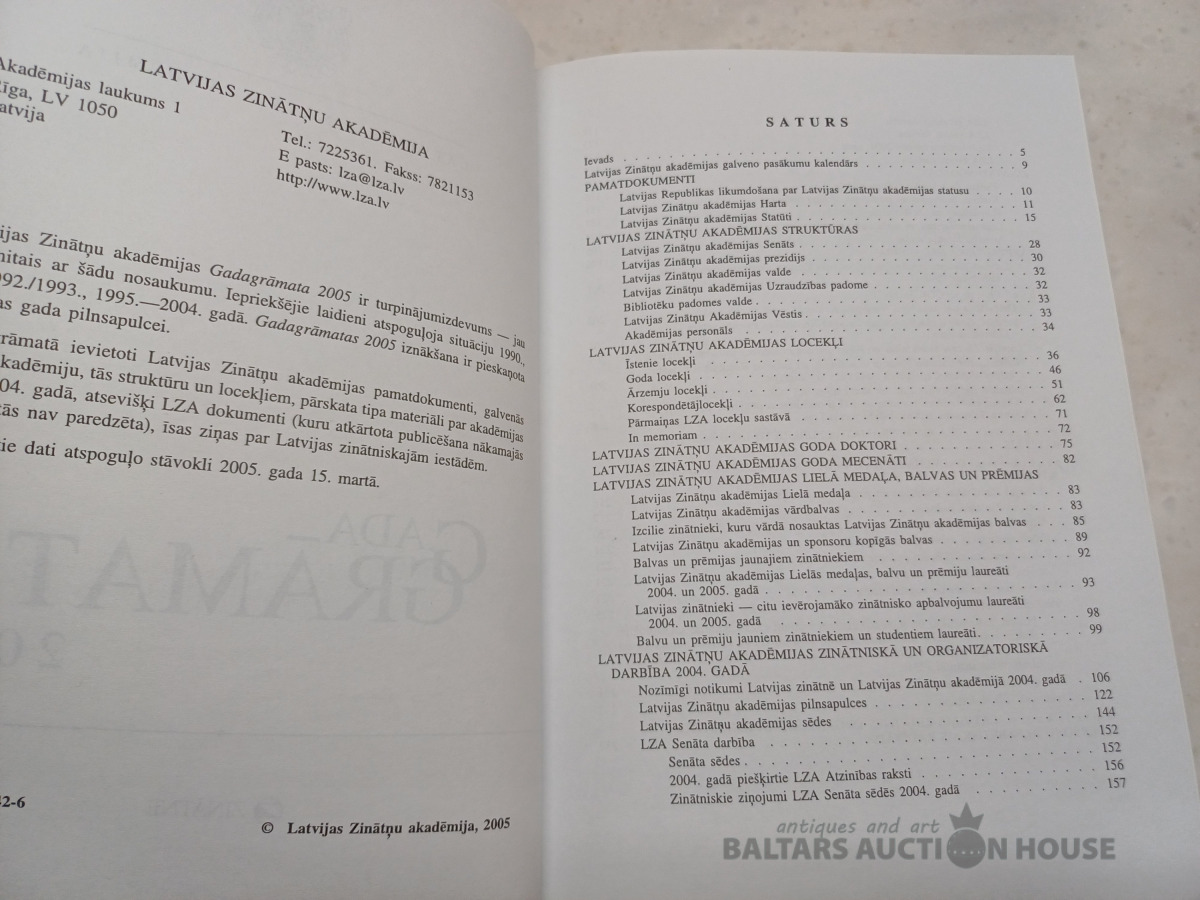 LATVIJAS ZINĀTŅU AKADĒMIJA
Akadēmijas laukums 1
Rīga, LV 1050
Latvija
Tel.: 7225361. Fakss: 7821153
E pasts: lza@lza.lv
http://www.lza.lv
Zinātņu akadēmijas Gadagrāmata 2005 ir turpinājumizdevums — jau
ar šādu nosaukumu. Iepriekšējie laidieni atspoguļoja situāciju 1990.,
1992./1993., 1995.—2004. gadā. Gadagrāmatas 2005 iznākšana ir pieskaņota
gada pilnsapulcei.
ievietoti Latvijas Zinātņu akadēmijas pamatdokumenti, galvenās
akadēmiju, tās struktūru un locekļiem, pārskata tipa materiāli par akadēmijas
gadā, atsevišķi LZA dokumenti (kuru atkārtota publicēšana nākamajās
nav paredzēta), īsas ziņas par Latvijas zinātniskajām iestādēm.
dati atspoguļo stāvokli 2005. gada 15. martā.
2-6
© Latvijas Zinātņu akadēmija, 2005
SATURS
Ievads . . . . . 5
Latvijas Zinātņu akadēmijas galveno pasākumu kalendārs . . . . . 9
PAMATDOKUMENTI
Latvijas Republikas likumdošana par Latvijas Zinātņu akadēmijas statusu . . . . 10
Latvijas Zinātņu akadēmijas Harta . . . . . 11
Latvijas Zinātņu akadēmijas Statūti . . . . . 15
LATVIJAS ZINĀTŅU AKADĒMIJAS STRUKTŪRAS
Latvijas Zinātņu akadēmijas Senāts . . . . . 28
Latvijas Zinātņu akadēmijas prezidijs . . . . . 30
Latvijas Zinātņu akadēmijas valde . . . . . 32
Latvijas Zinātņu akadēmijas Uzraudzības padome . . . . . 32
Bibliotēku padomes valde . . . . . 33
Latvijas Zinātņu Akadēmijas Vēstis . . . . . 33
Akadēmijas personāls . . . . . 34
LATVIJAS ZINĀTŅU AKADĒMIJAS LOCEKĻI
Īstenie locekļi . . . . . 36
Goda locekļi . . . . . 46
Ārzemju locekļi . . . . . 51
Korespondētājlocekļi . . . . . 62
Pārmaiņas LZA locekļu sastāvā . . . . . 71
In memoriam . . . . . 72
LATVIJAS ZINĀTŅU AKADĒMIJAS GODA DOKTORI . . . . . 75
LATVIJAS ZINĀTŅU AKADĒMIJAS GODA MECENĀTI . . . . . 82
LATVIJAS ZINĀTŅU AKADĒMIJAS LIELĀ MEDAĻA, BALVAS UN PRĒMIJAS
Latvijas Zinātņu akadēmijas Lielā medaļa . . . . . 83
Latvijas Zinātņu akadēmijas vārdbalvas . . . . . 83
Izcilie zinātnieki, kuru vārdā nosauktas Latvijas Zinātņu akadēmijas balvas . . . 85
Latvijas Zinātņu akadēmijas un sponsoru kopīgās balvas . . . . . 89
Balvas un prēmijas jaunajiem zinātniekiem . . . . . 92
Latvijas Zinātņu akadēmijas Lielās medaļas, balvu un prēmiju laureāti
2004. un 2005. gadā . . . . . 93
Latvijas zinātnieki — citu ievērojamāko zinātnisko apbalvojumu laureāti
2004. un 2005. gadā . . . . . 98
Balvu un prēmiju jauniem zinātniekiem un studentiem laureāti . . . . . 99
LATVIJAS ZINĀTŅU AKADĒMIJAS ZINĀTNISKĀ UN ORGANIZATORISKĀ
DARBĪBA 2004. GADĀ
Nozīmīgi notikumi Latvijas zinātnē un Latvijas Zinātņu akadēmijā 2004. gadā . 106
Latvijas Zinātņu akadēmijas pilnsapulces . . . . . 122
Latvijas Zinātņu akadēmijas sēdes . . . . . 144
LZA Senāta darbība . . . . . 152
Senāta sēdes . . . . . 152
2004. gadā piešķirtie LZA Atzinības raksti . . . . . 156
Zinātniskie ziņojumi LZA Senāta sēdēs 2004. gadā . . . . . 157
antiques and art
BALTARS AUCTION HOUSE